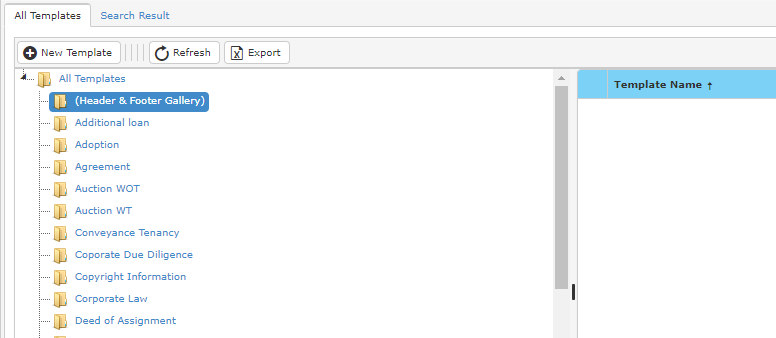 All Templates Search Result
New Template Refresh Export
All Templates Template Name ↑
(Header & Footer Gallery)
Additional loan
Adoption
Agreement
Auction WOT
Auction WT
Conveyance Tenancy
Coporate Due Diligence
Copyright Information
Corporate Law
Deed of Assignment